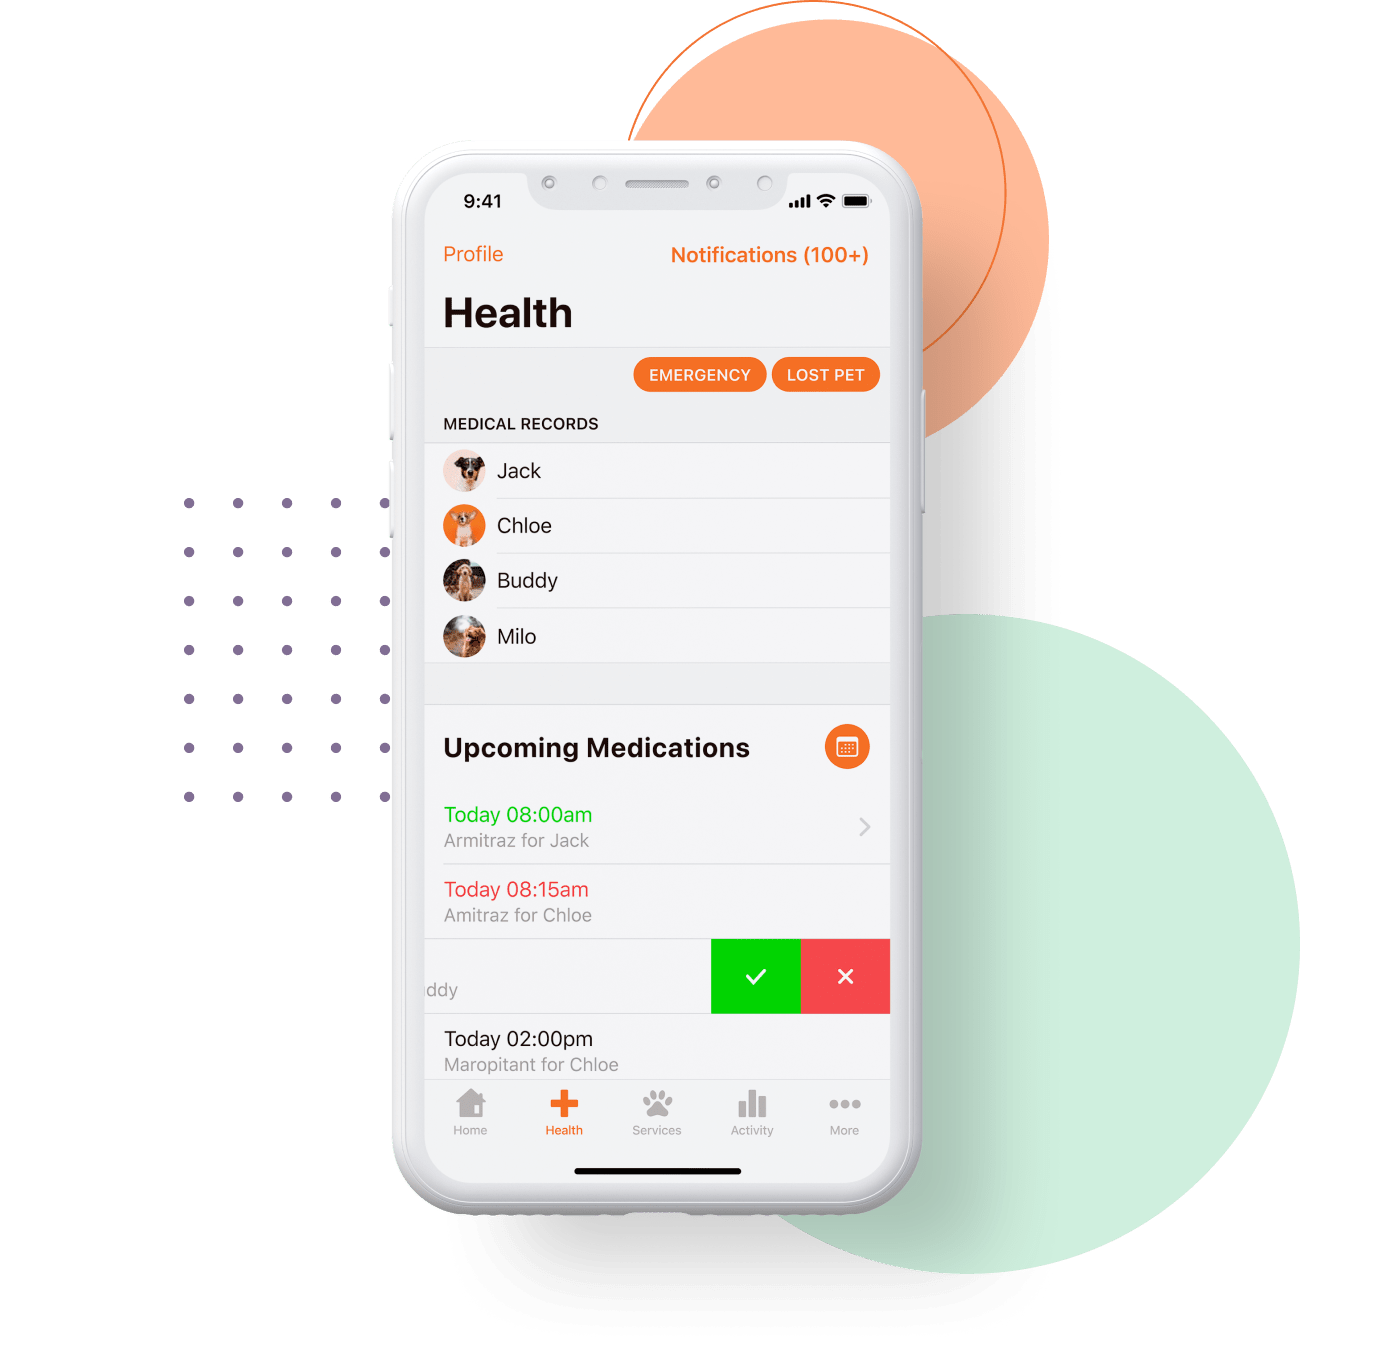 9:41
Profile
Notifications (100+)
Health
EMERGENCY
LOST PET
MEDICAL RECORDS
Jack
Chloe
Buddy
Milo
Upcoming Medications
Today 08:00am
Armitraz for Jack
Today 08:15am
Amitraz for Chloe
ddy
Today 02:00pm
Maropitant for Chloe
Home
Health
Services
Activity
More